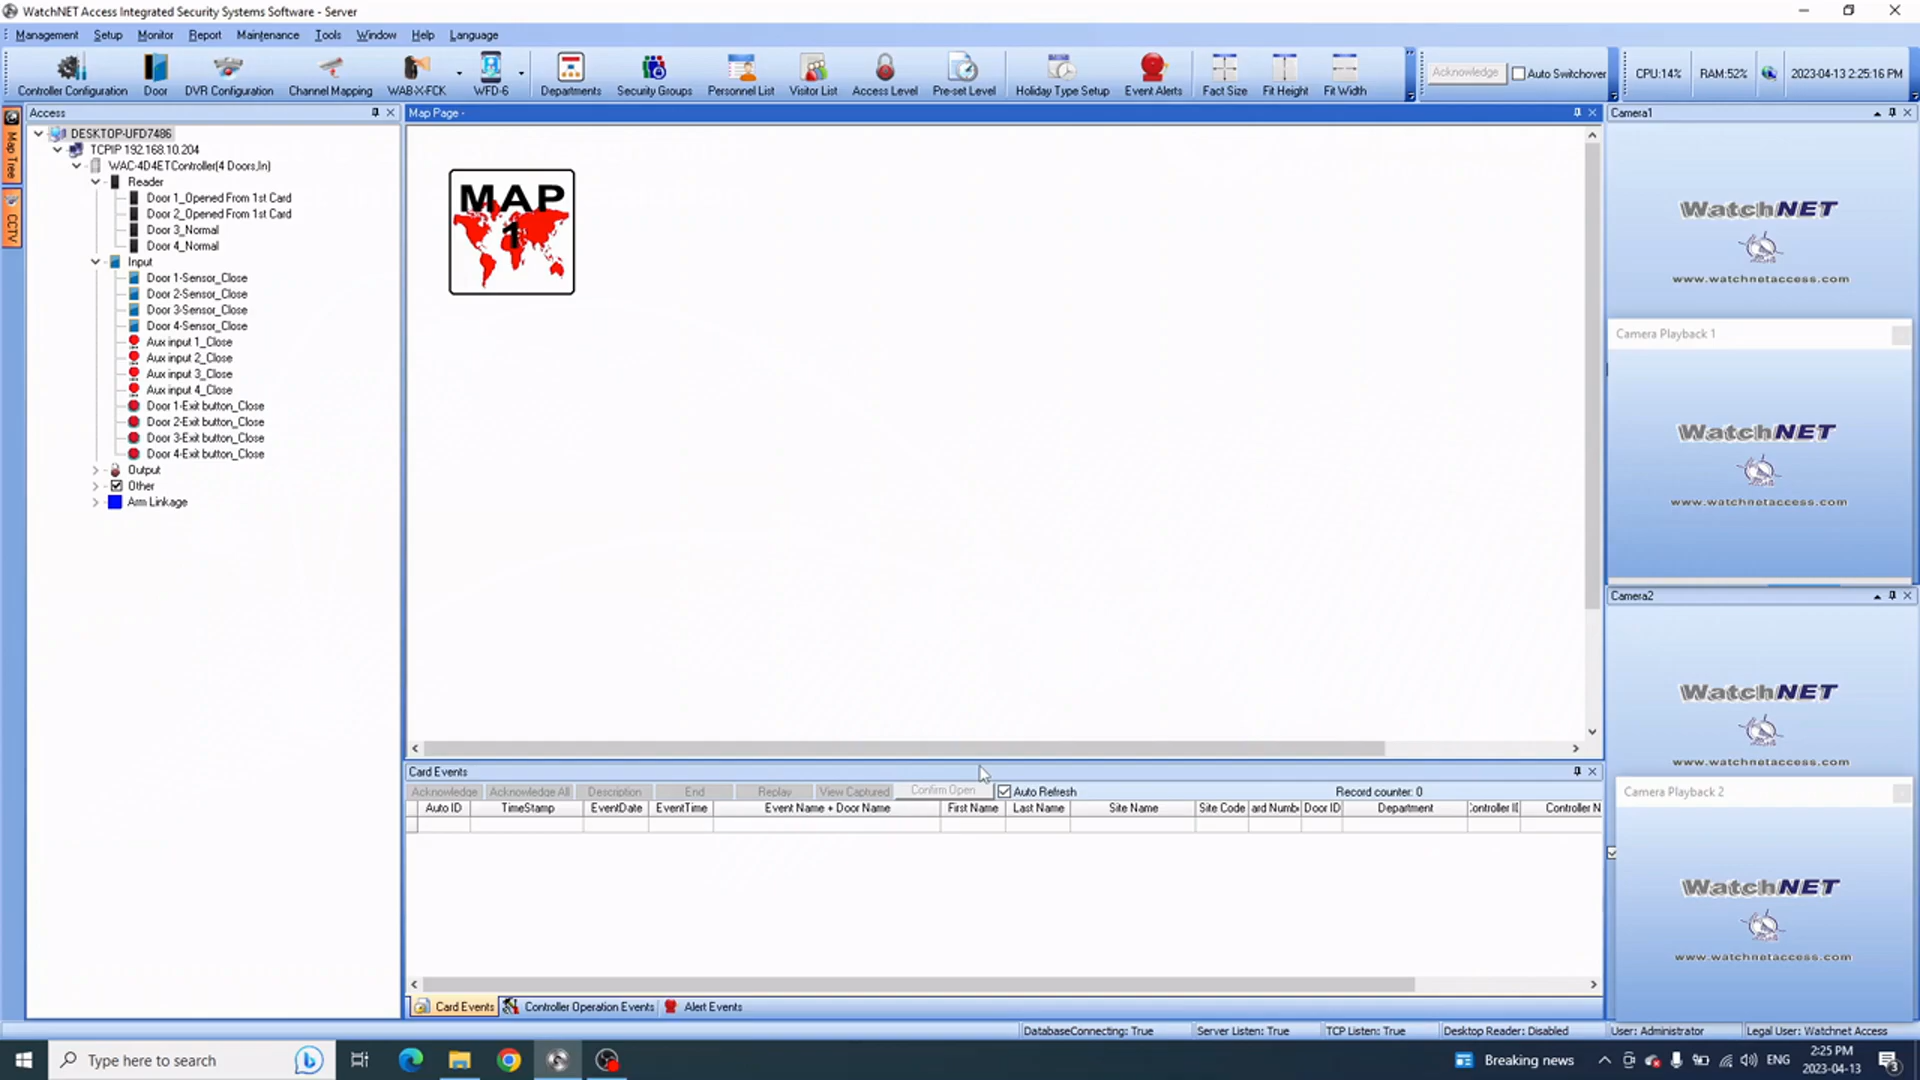 WatchNET Access Integrated Security Systems Software - Server
Management Setup Monitor Report Maintenance Tools Window Help Language
Controller Configuration Door DVR Configuration Channel Mapping WAB-X-FCK WFD-6 Departments Security Groups Personnel List Visitor List Access Level Pre-set Level Holiday Type Setup Event Alerts Fact Size Fit Height Fit Width Acknowledge Auto Switchover CPU:14% RAM:52% 2023-04-13 2:25:16 PM
Access
Map Tree
CCTV
DESKTOP-UFD7486
TCPIP 192.168.10.204
WAC-4D4ETController(4 Doors,In)
Reader
Door 1_Opened From 1st Card
Door 2_Opened From 1st Card
Door 3_Normal
Door 4_Normal
Input
Door 1-Sensor_Close
Door 2-Sensor_Close
Door 3-Sensor_Close
Door 4-Sensor_Close
Aux input 1_Close
Aux input 2_Close
Aux input 3_Close
Aux input 4_Close
Door 1-Exit button_Close
Door 2-Exit button_Close
Door 3-Exit button_Close
Door 4-Exit button_Close
Output
Other
Arm Linkage
Map Page -
MAP
1
Card Events
Acknowledge Acknowledge All Description End Replay View Captured Confirm Open Auto Refresh Record counter: 0
Auto ID TimeStamp EventDate EventTime Event Name + Door Name First Name Last Name Site Name Site Code ard Numb Door ID Department Controller N
Card Events Controller Operation Events Alert Events
Camera1
WatchNET
www.watchnetaccess.com
Camera Playback 1
WatchNET
www.watchnetaccess.com
Camera2
WatchNET
www.watchnetaccess.com
Camera Playback 2
WatchNET
www.watchnetaccess.com
DatabaseConnecting: True Server Listen: True TCP Listen: True Desktop Reader: Disabled User: Administrator Legal User: Watchnet Access
Type here to search
Breaking news ENG 2:25 PM
2023-04-13 3